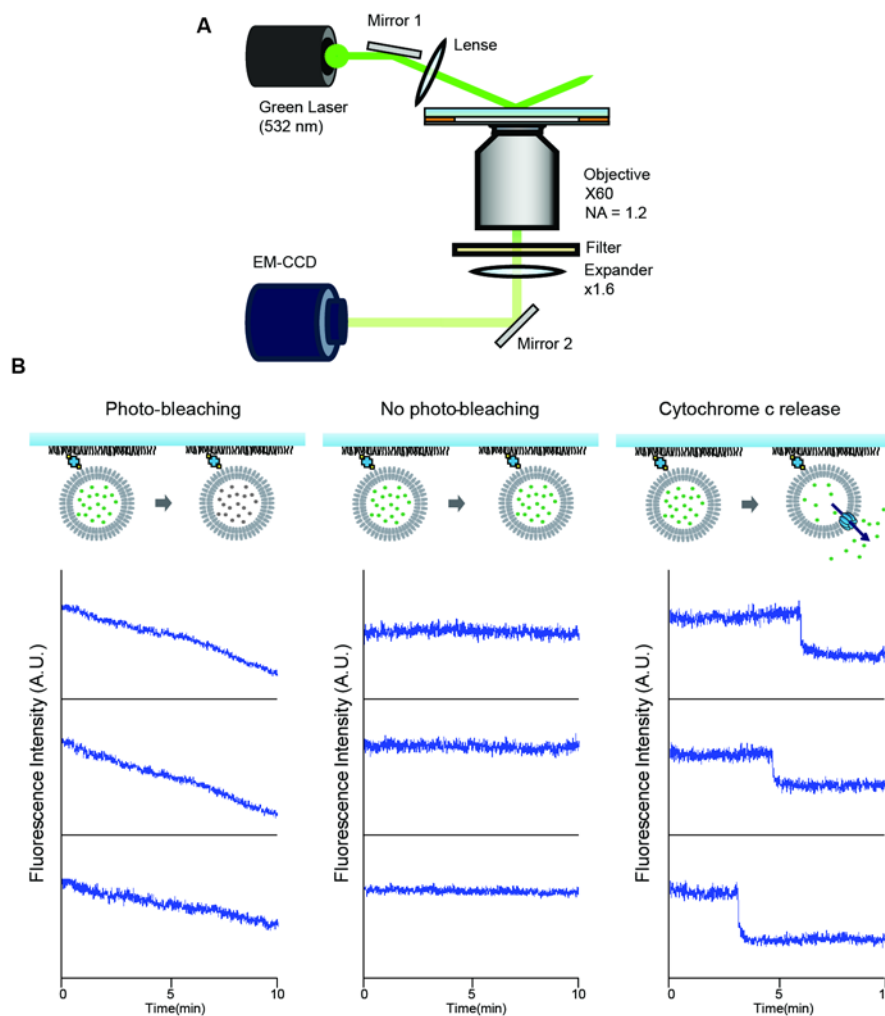 A
Mirror 1
Lense
Green Laser
(532 nm)
Objective
X60
NA = 1.2
Filter
Expander
x1.6
EM-CCD
Mirror 2
B
Photo-bleaching
No photo-bleaching
Cytochrome c release
Fluorescence Intensity (A.U.)
Fluorescence Intensity (A.U.)
Fluorescence Intensity (A.U.)
0 5 10
Time(min)
0 5 10
Time(min)
0 5 1
Time(min)